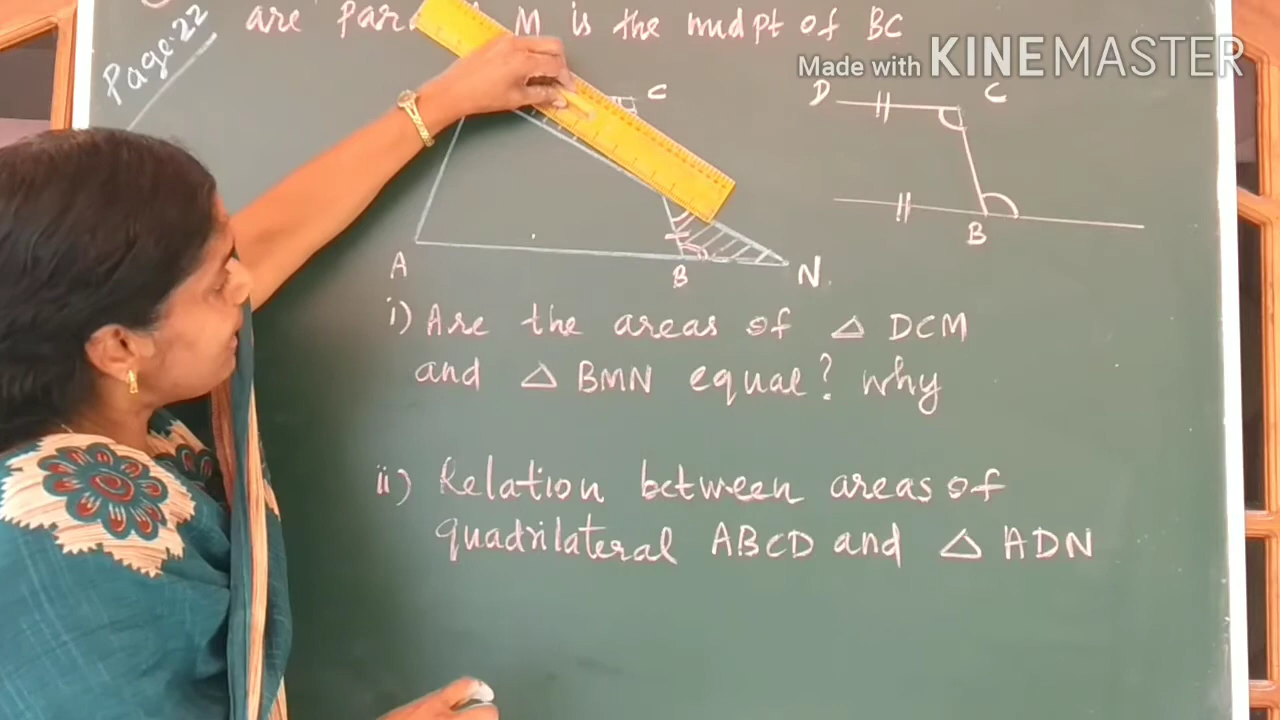 are par M is the midpt of BC
Page:22
Made with KINEMASTER
C
D C
A B N
B
i) Are the areas of △ DCM
and △ BMN equal? why
ii) Relation between areas of
quadrilateral ABCD and △ ADN